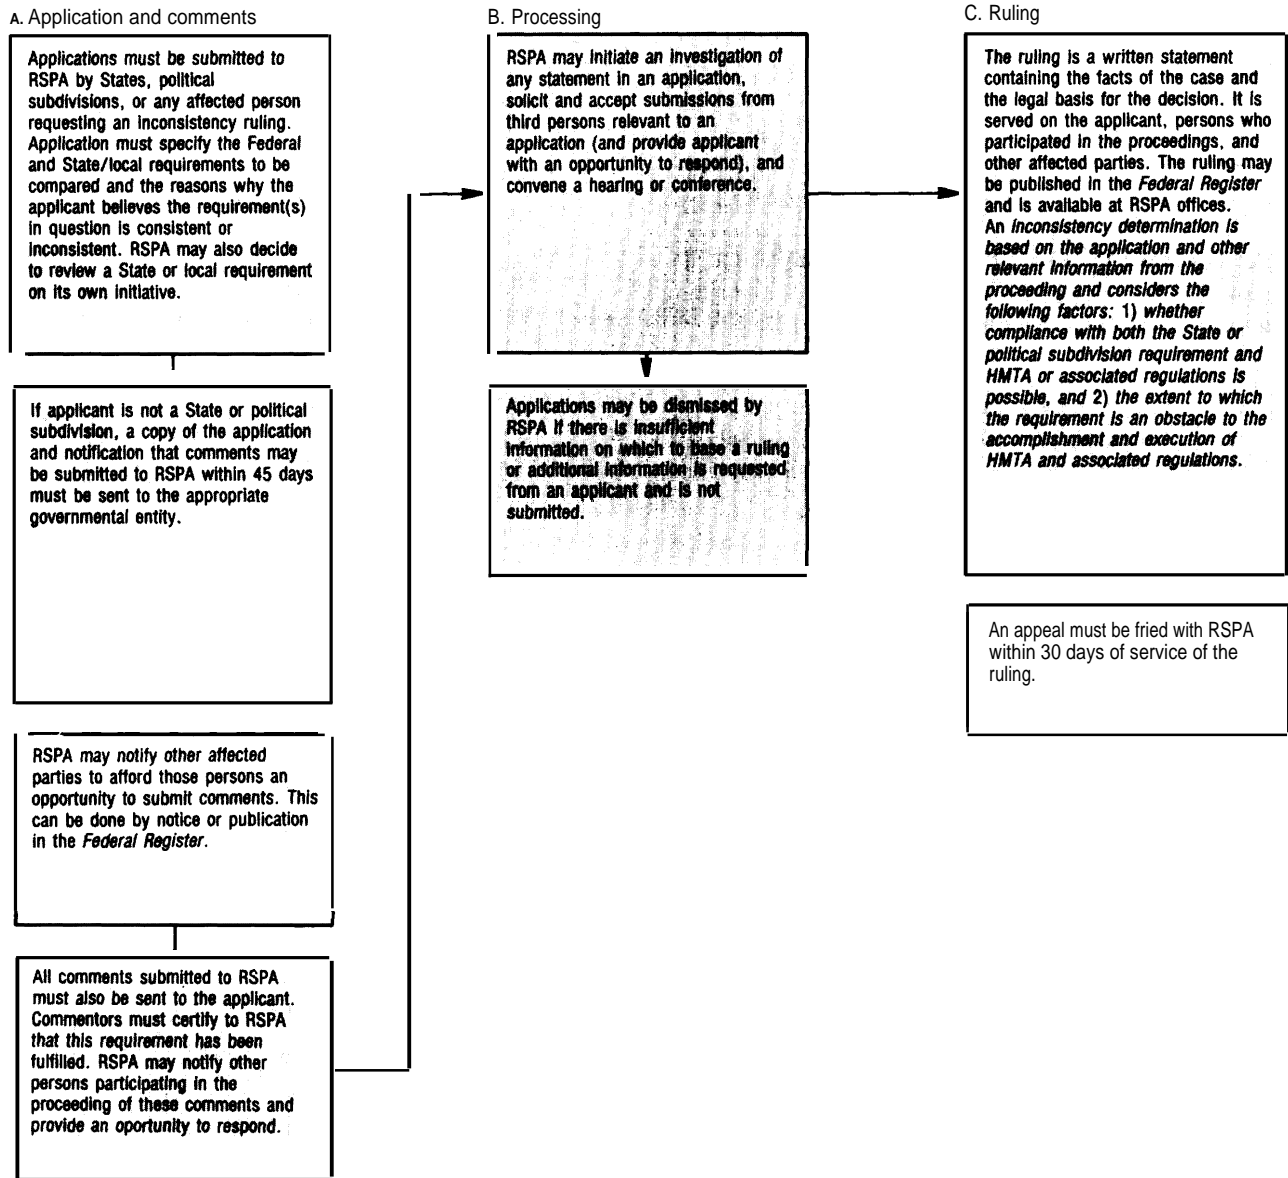 A. Application and comments
Applications must be submitted to
RSPA by States, political
subdivisions, or any affected person
requesting an inconsistency ruling.
Application must specify the Federal
and State/local requirements to be
compared and the reasons why the
applicant believes the requirement(s)
in question is consistent or
inconsistent. RSPA may also decide
to review a State or local requirement
on its own initiative.
If applicant is not a State or political
subdivision, a copy of the application
and notification that comments may
be submitted to RSPA within 45 days
must be sent to the appropriate
governmental entity.
RSPA may notify other affected
parties to afford those persons an
opportunity to submit comments. This
can be done by notice or publication
in the Federal Register.
All comments submitted to RSPA
must also be sent to the applicant.
Commentors must certify to RSPA
that this requirement has been
fulfilled. RSPA may notify other
persons participating in the
proceeding of these comments and
provide an oportunity to respond.
B. Processing
RSPA may initiate an investigation of
any statement in an application,
solicit and accept submissions from
third persons relevant to an
application (and provide applicant
with an opportunity to respond), and
convene a hearing or conference.
Applications may be dismissed by
RSPA if there is insufficient
information on which to base a ruling
or additional information is requested
from an applicant and is not
submitted.
C. Ruling
The ruling is a written statement
containing the facts of the case and
the legal basis for the decision. It is
served on the applicant, persons who
participated in the proceedings, and
other affected parties. The ruling may
be published in the Federal Register
and is available at RSPA offices.
An inconsistency determination is
based on the application and other
relevant information from the
proceeding and considers the
following factors: 1) whether
compliance with both the State or
political subdivision requirement and
HMTA or associated regulations is
possible, and 2) the extent to which
the requirement is an obstacle to the
accomplishment and execution of
HMTA and associated regulations.
An appeal must be fried with RSPA
within 30 days of service of the
ruling.